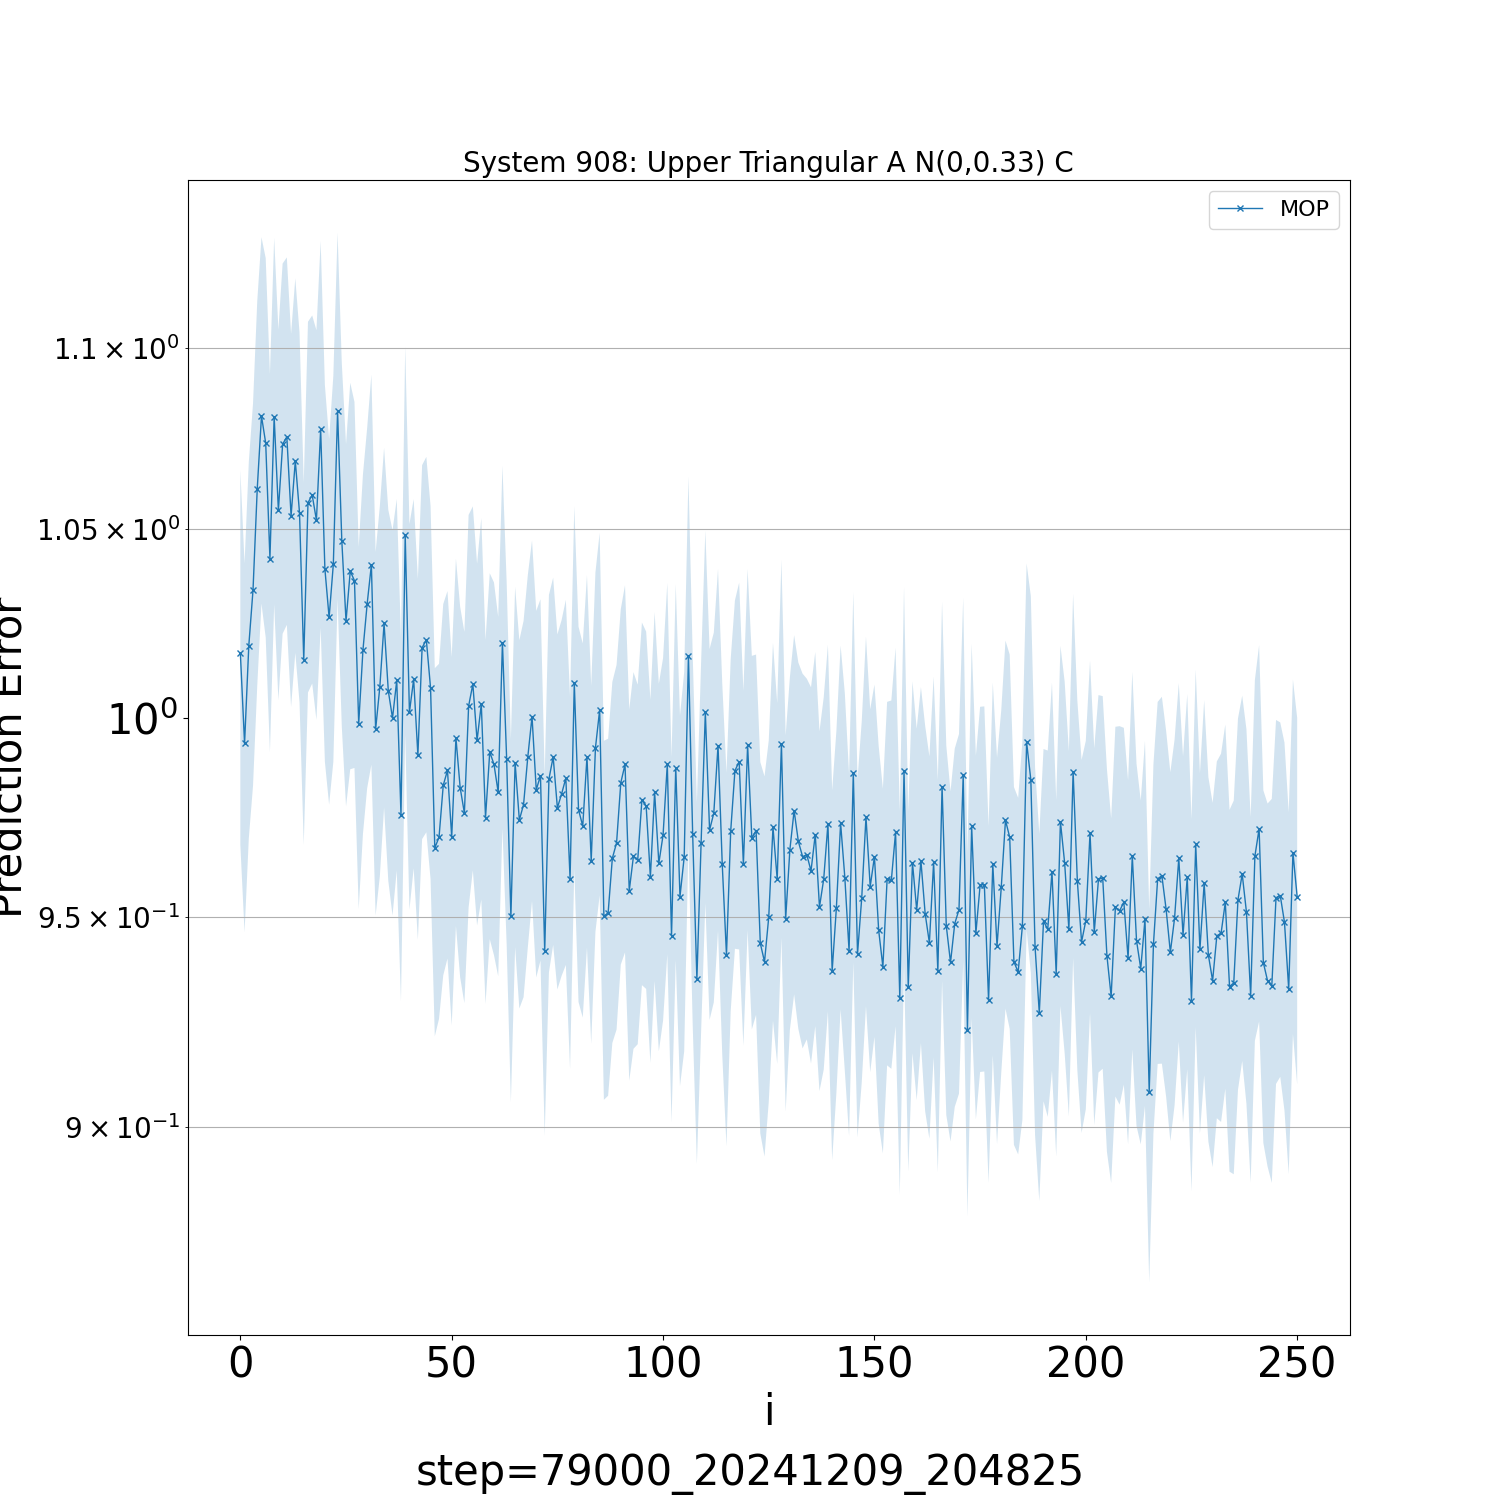 System 908: Upper Triangular A N(0,0.33) C
MOP
Prediction Error
1.1 × 10⁰
1.05 × 10⁰
10⁰
9.5 × 10⁻¹
9 × 10⁻¹
0 50 100 150 200 250
i
step=79000_20241209_204825